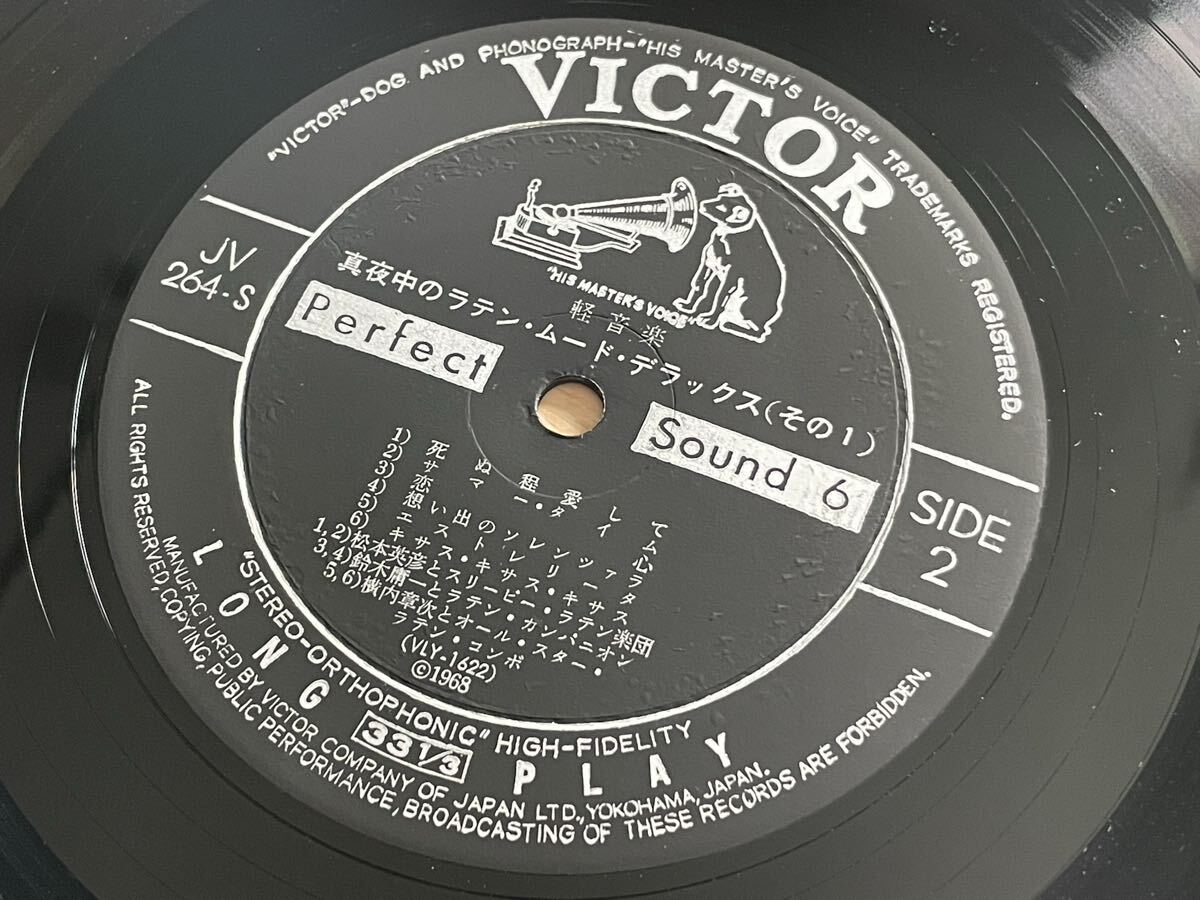 "VICTOR"-DOG AND PHONOGRAPH-"HIS MASTER'S VOICE" TRADEMARKS REGISTERED.
VICTOR
"HIS MASTER'S VOICE"
JV
264-S
軽音楽
真夜中のラテン・ムード・デラックス(その1)
Perfect
Sound 6
SIDE
2
1) 死ぬ程愛して
2) サマー・タイム
3) 恋心
4) 想い出のソレンツァラ
5) エストレリータ
6) キサス・キサス・キサス
1,2)松本英彦とスリーピー・ラテン楽団
3,4)鈴木庸一とラテン・カンパニオン
5,6)横内章次とオール・スター・
ラテン・コンボ
(VLY-1622)
©1968
"STEREO-ORTHOPHONIC" HIGH-FIDELITY
LONG 33 1/3 PLAY
MANUFACTURED BY VICTOR COMPANY OF JAPAN LTD., YOKOHAMA, JAPAN.
ALL RIGHTS RESERVED, COPYING, PUBLIC PERFORMANCE, BROADCASTING OF THESE RECORDS ARE FORBIDDEN.